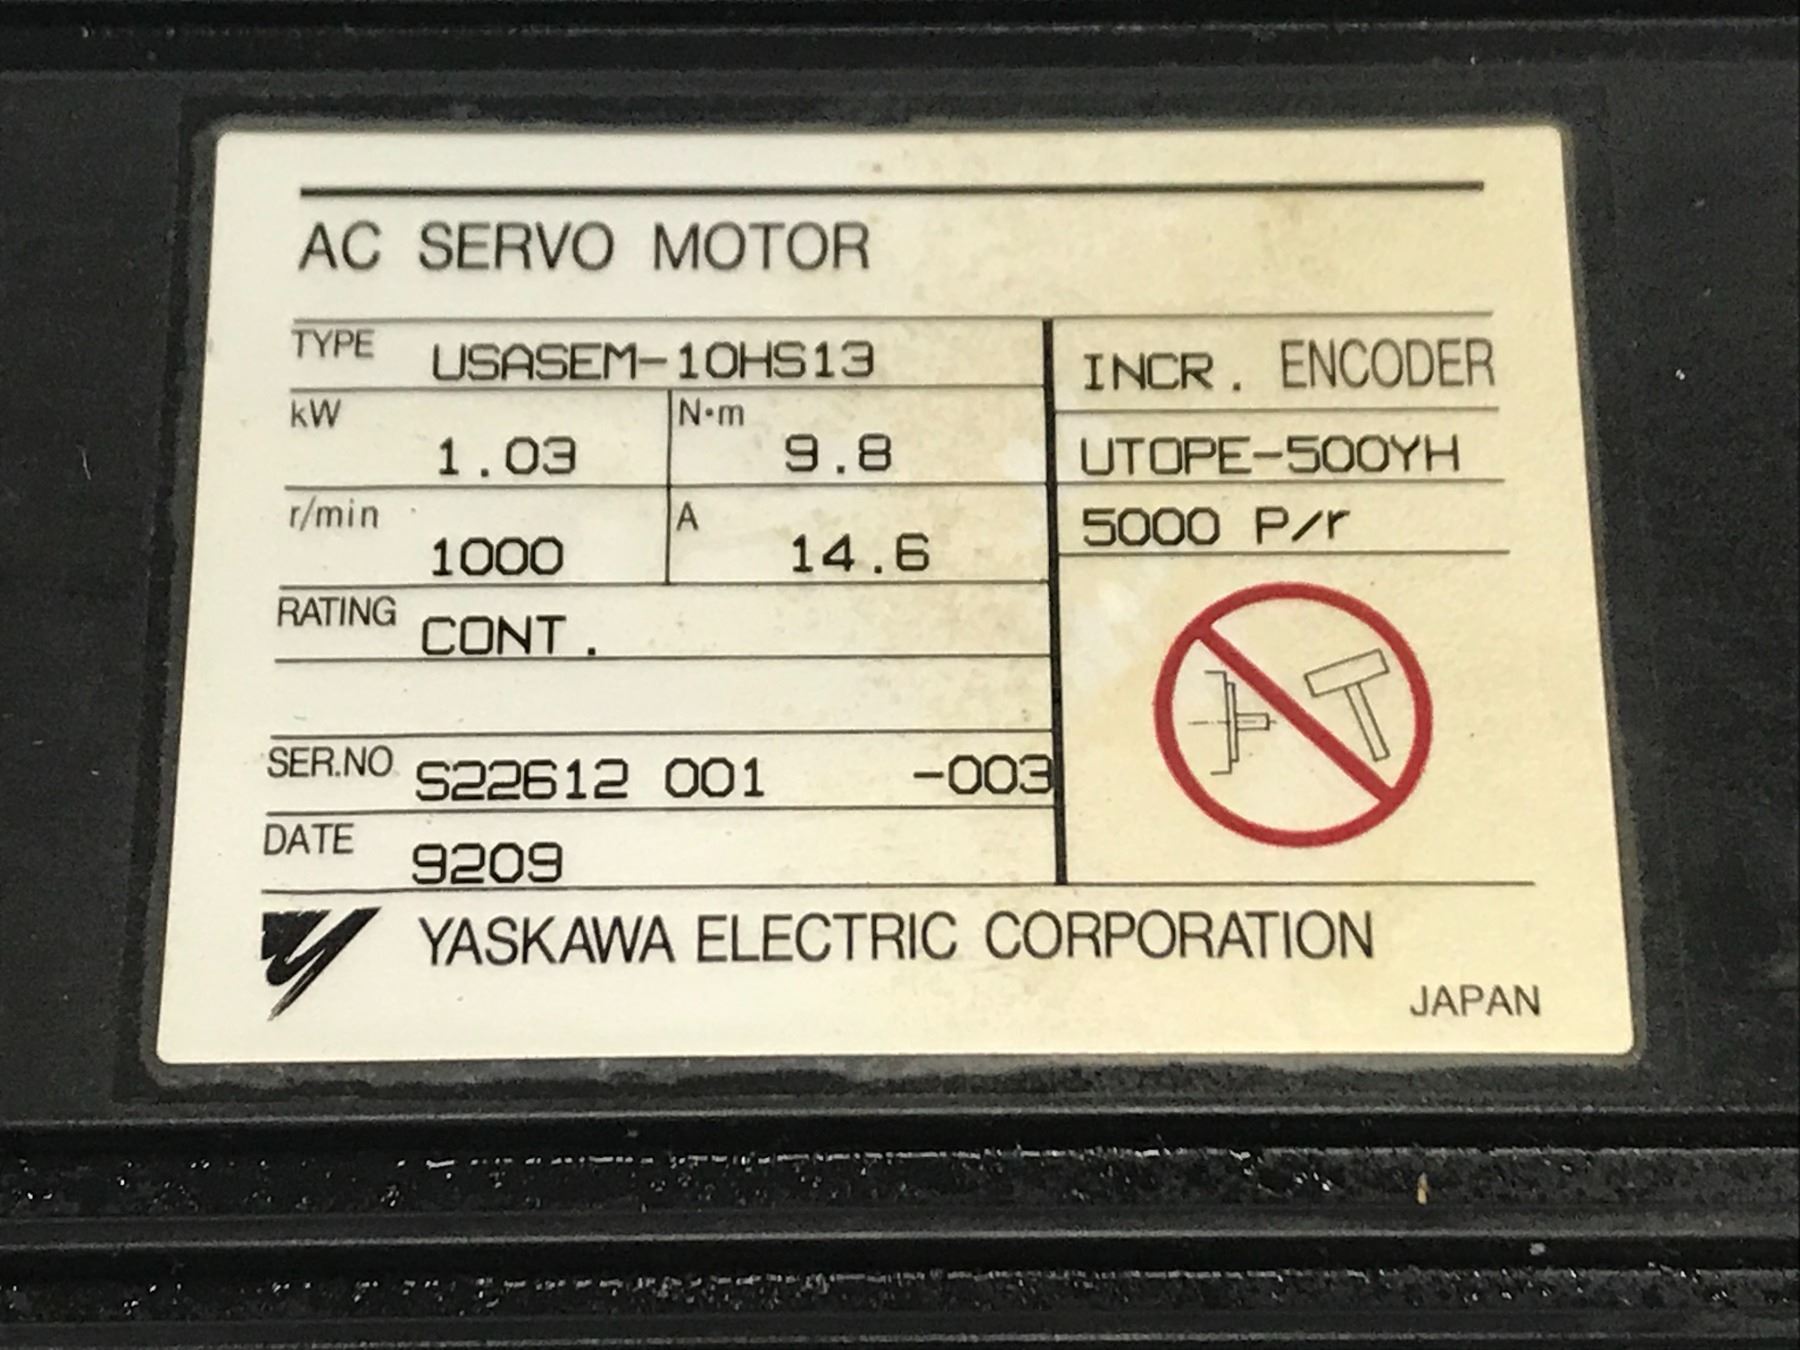 AC SERVO MOTOR
TYPE USASEM-10HS13
kW 1.03 N·m 9.8
r/min 1000 A 14.6
RATING CONT.
SER.NO S22612 001 -003
DATE 9209
INCR. ENCODER
UTOPE-500YH
5000 P/r
YASKAWA ELECTRIC CORPORATION
JAPAN